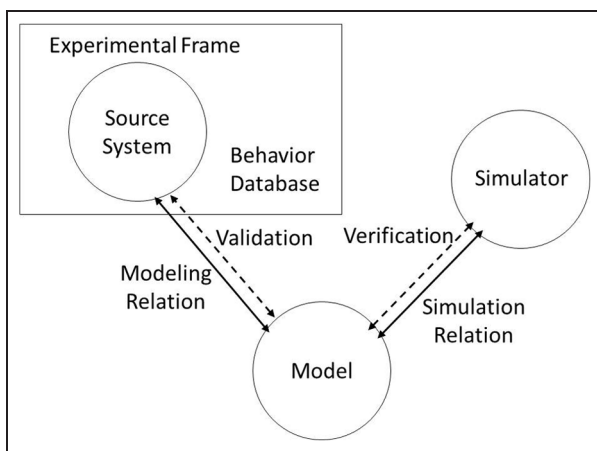 Experimental Frame
Source
System
Behavior
Database
Simulator
Validation
Verification
Modeling
Relation
Simulation
Relation
Model